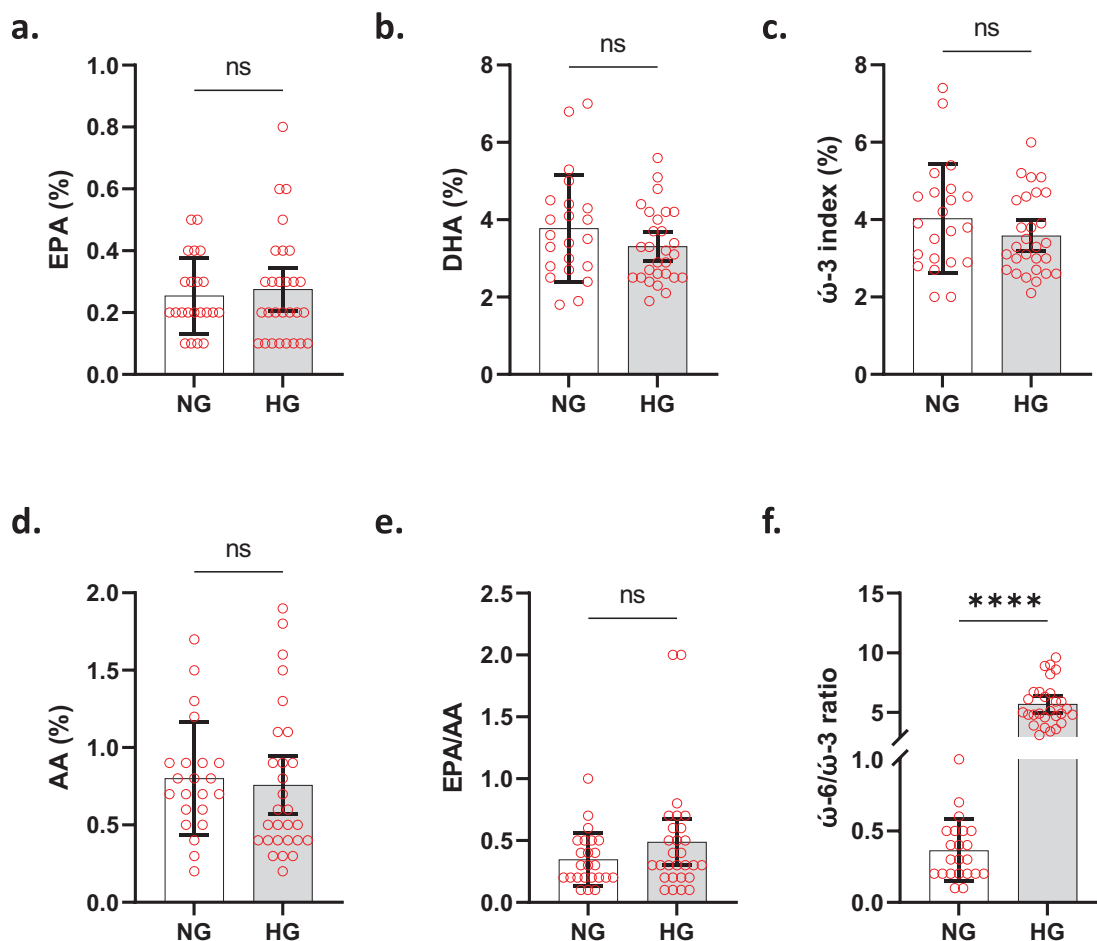 a.
ns
EPA (%)
1.0
0.8
0.6
0.4
0.2
0.0
NG HG
b.
ns
DHA (%)
8
6
4
2
0
NG HG
c.
ns
ώ-3 index (%)
8
6
4
2
0
NG HG
d.
ns
AA (%)
2.0
1.5
1.0
0.5
0.0
NG HG
e.
ns
EPA/AA
2.5
2.0
1.5
1.0
0.5
0.0
NG HG
f.
****
ώ-6/ώ-3 ratio
15
10
5
1.0
0.5
0.0
NG HG